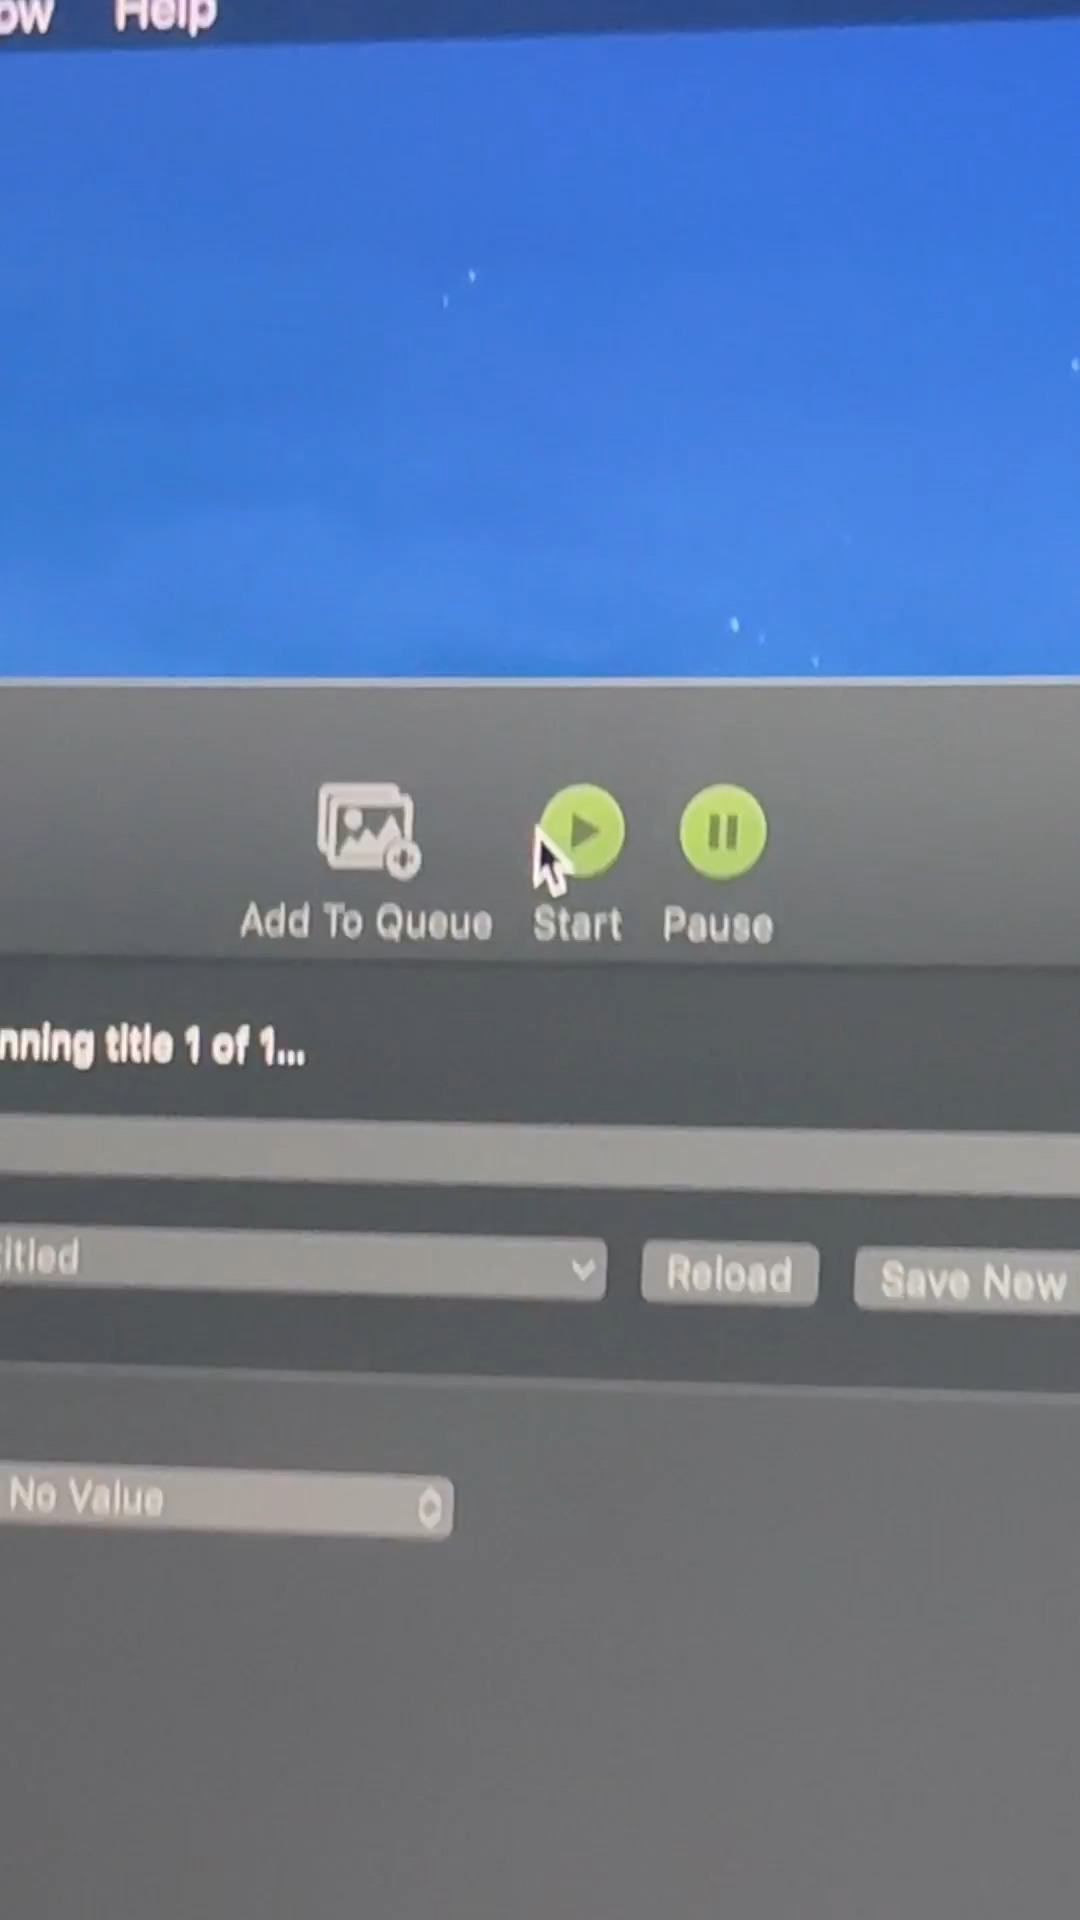 ow Help
Add To Queue Start Pause
nning title 1 of 1...
itled Reload Save New
No Value